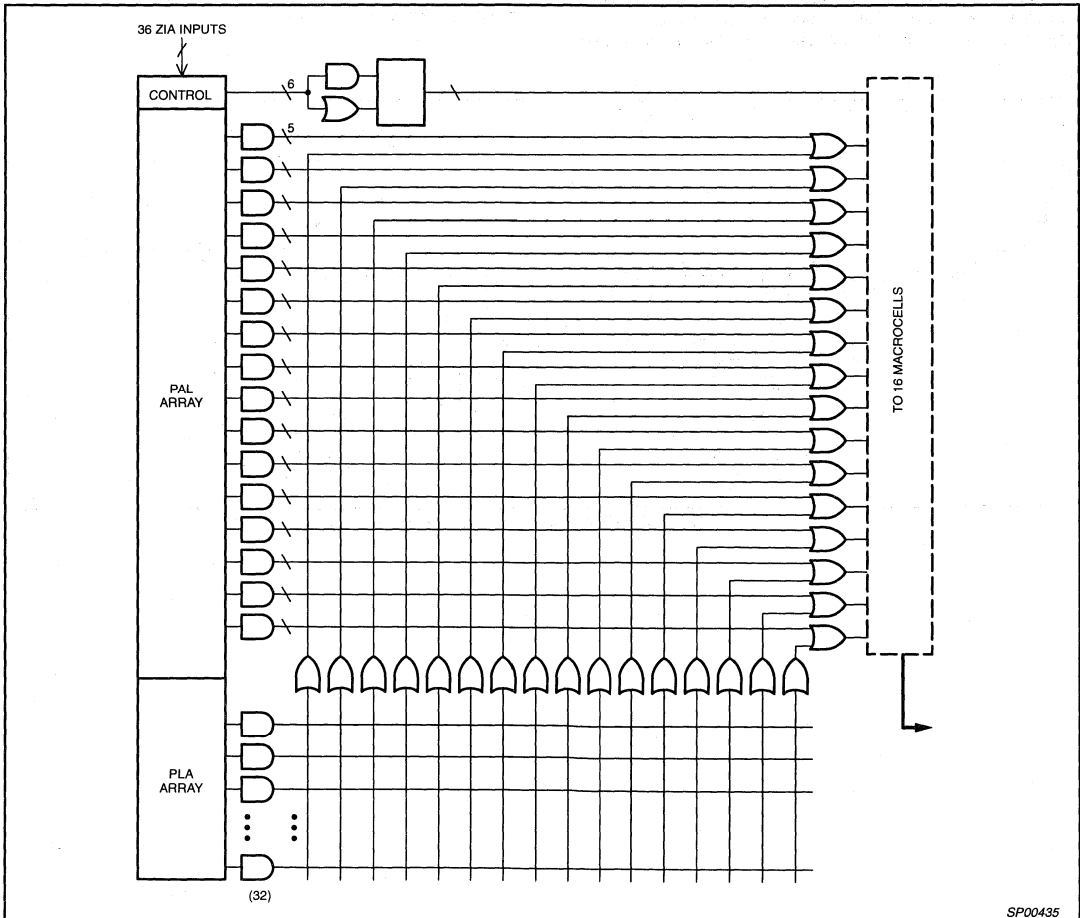 36 ZIA INPUTS
CONTROL
6
5
PAL
ARRAY
TO 16 MACROCELLS
PLA
ARRAY
(32)
SP00435